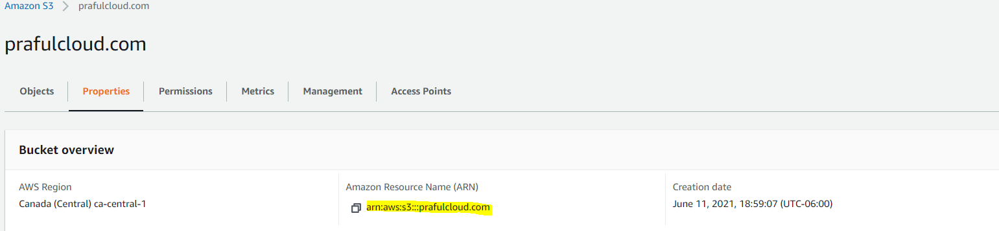 Amazon S3 > prafulcloud.com
prafulcloud.com
Objects Properties Permissions Metrics Management Access Points
Bucket overview
AWS Region Amazon Resource Name (ARN) Creation date
Canada (Central) ca-central-1 arn:aws:s3:::prafulcloud.com June 11, 2021, 18:59:07 (UTC-06:00)